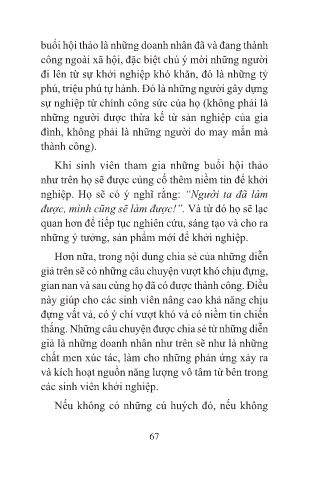 buổi hội thảo là những doanh nhân đã và đang thành
công ngoài xã hội, đặc biệt chú ý mời những người
đi lên từ sự khởi nghiệp khó khăn, đó là những tỷ
phú, triệu phú tự hành. Đó là những người gây dựng
sự nghiệp từ chính công sức của họ (không phải là
những người được thừa kế từ sản nghiệp của gia
đình, không phải là những người do may mắn mà
thành công).
Khi sinh viên tham gia những buổi hội thảo
như trên họ sẽ được củng cố thêm niềm tin để khởi
nghiệp. Họ sẽ có ý nghĩ rằng: “Người ta đã làm
được, mình cũng sẽ làm được!”. Và từ đó họ sẽ lạc
quan hơn để tiếp tục nghiên cứu, sáng tạo và cho ra
những ý tưởng, sản phẩm mới để khởi nghiệp.
Hơn nữa, trong nội dung chia sẻ của những diễn
giả trên sẽ có những câu chuyện vượt khó chịu đựng,
gian nan và sau cùng họ đã có được thành công. Điều
này giúp cho các sinh viên nâng cao khả năng chịu
đựng vất vả, có ý chí vượt khó và có niềm tin chiến
thắng. Những câu chuyện được chia sẻ từ những diễn
giả là những doanh nhân như trên sẽ như là những
chất men xúc tác, làm cho những phản ứng xảy ra
và kích hoạt nguồn năng lượng vô tâm từ bên trong
các sinh viên khởi nghiệp.
Nếu không có những cú huých đó, nếu không
67